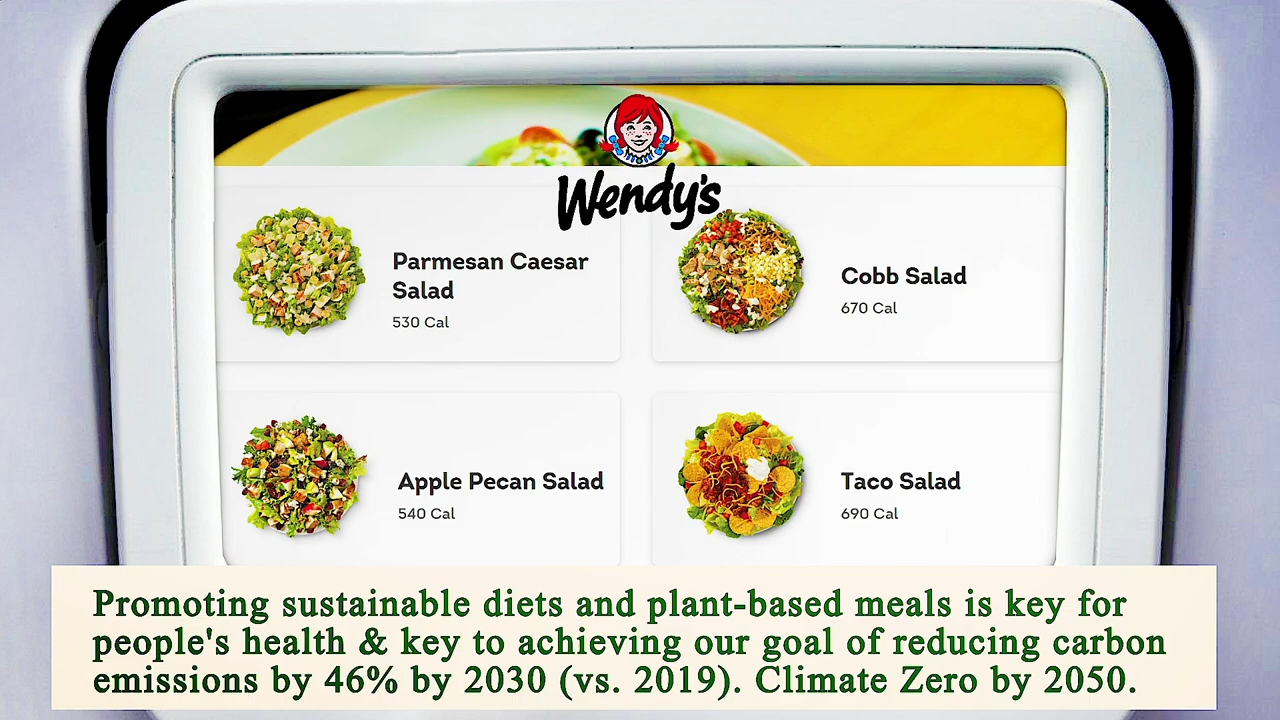 Wendy's
Parmesan Caesar
Salad
530 Cal
Cobb Salad
670 Cal
Apple Pecan Salad
540 Cal
Taco Salad
690 Cal
Promoting sustainable diets and plant-based meals is key for
people's health & key to achieving our goal of reducing carbon
emissions by 46% by 2030 (vs. 2019). Climate Zero by 2050.